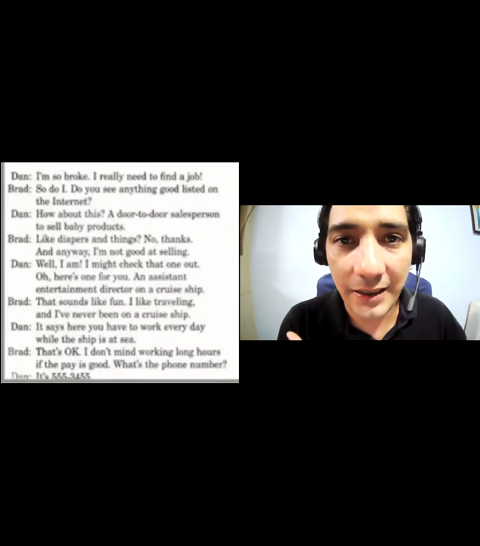 Dan: I'm so broke. I really need to find a job!
Brad: So do I. Do you see anything good listed on
the Internet?
Dan: How about this? A door-to-door salesperson
to sell baby products.
Brad: Like diapers and things? No, thanks.
And anyway, I'm not good at selling.
Dan: Well, I am! I might check that one out.
Oh, here's one for you. An assistant
entertainment director on a cruise ship.
Brad: That sounds like fun. I like traveling,
and I've never been on a cruise ship.
Dan: It says here you have to work every day
while the ship is at sea.
Brad: That's OK. I don't mind working long hours
if the pay is good. What's the phone number?
Dan: It's 555-3455